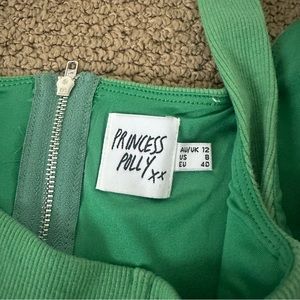 PRINCESS
POLLY
xx
AU/UK 12
US 8
EU 40